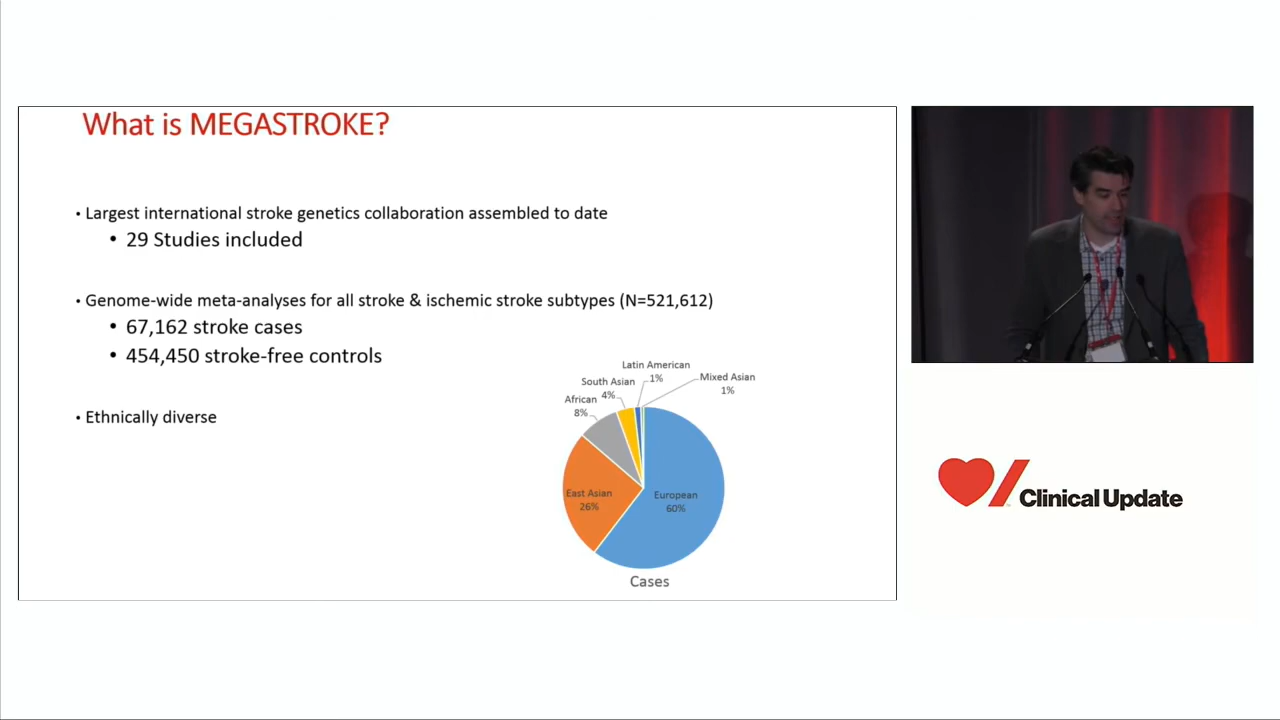 What is MEGASTROKE?
• Largest international stroke genetics collaboration assembled to date
• 29 Studies included
• Genome-wide meta-analyses for all stroke & ischemic stroke subtypes (N=521,612)
• 67,162 stroke cases
• 454,450 stroke-free controls
• Ethnically diverse
Latin American
1%
Mixed Asian
1%
South Asian
4%
African
8%
East Asian
26%
European
60%
Cases
Clinical Update